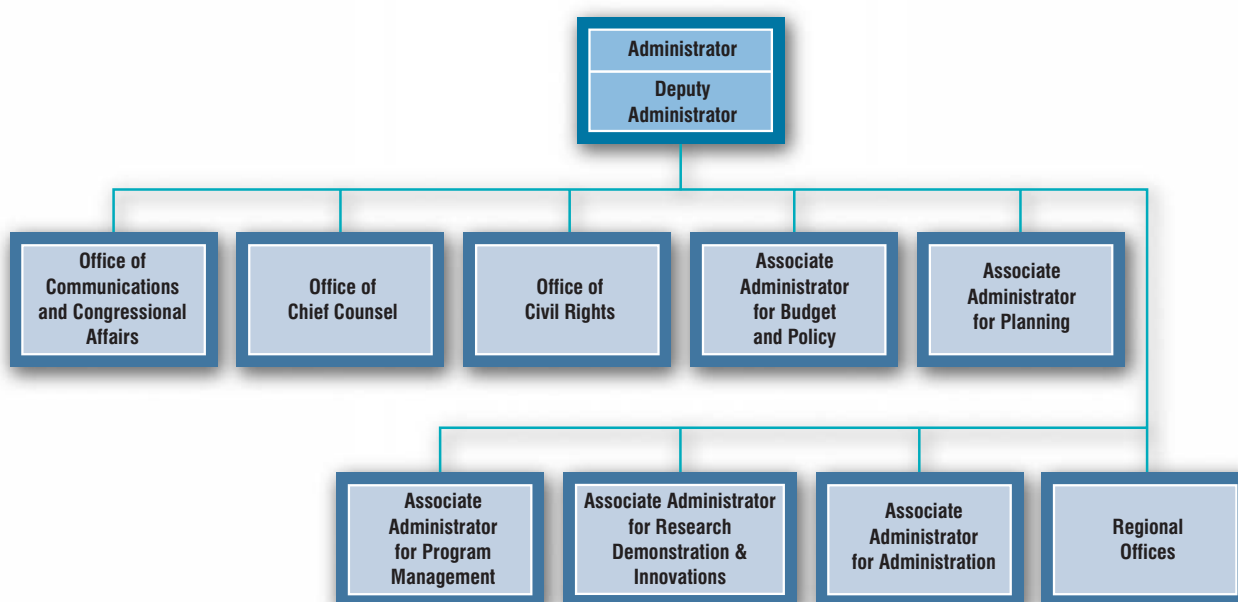 Administrator
Deputy
Administrator
Office of
Communications
and Congressional
Affairs
Office of
Chief Counsel
Office of
Civil Rights
Associate
Administrator
for Budget
and Policy
Associate
Administrator
for Planning
Associate
Administrator
for Program
Management
Associate Administrator
for Research
Demonstration &
Innovations
Associate
Administrator
for Administration
Regional
Offices